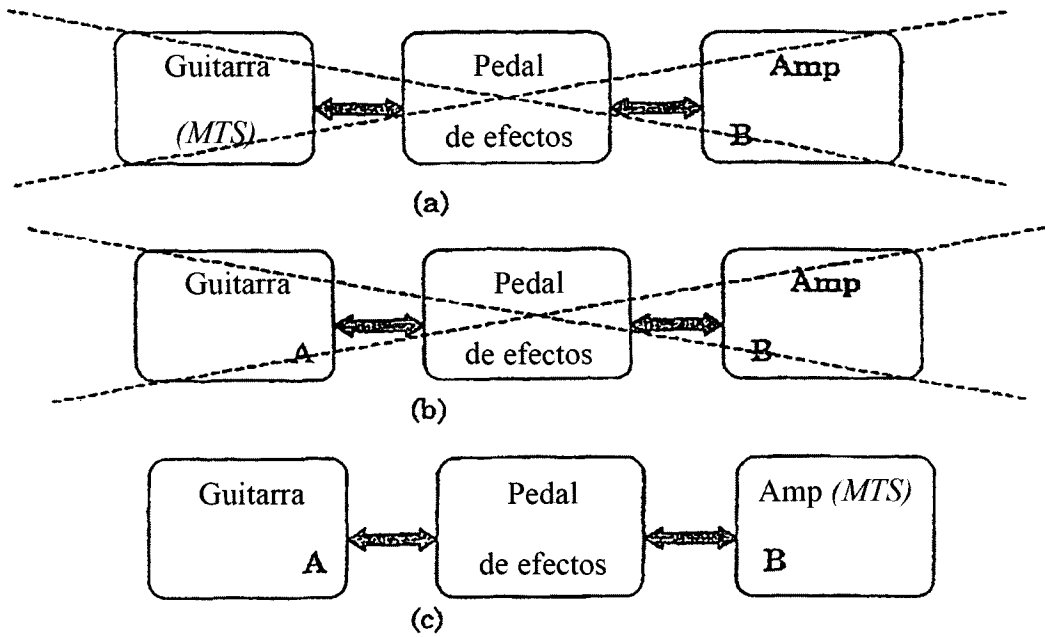 Guitarra
(MTS)
Pedal
de efectos
Amp
B
(a)
Guitarra
A
Pedal
de efectos
Amp
B
(b)
Guitarra
A
Pedal
de efectos
Amp (MTS)
B
(c)